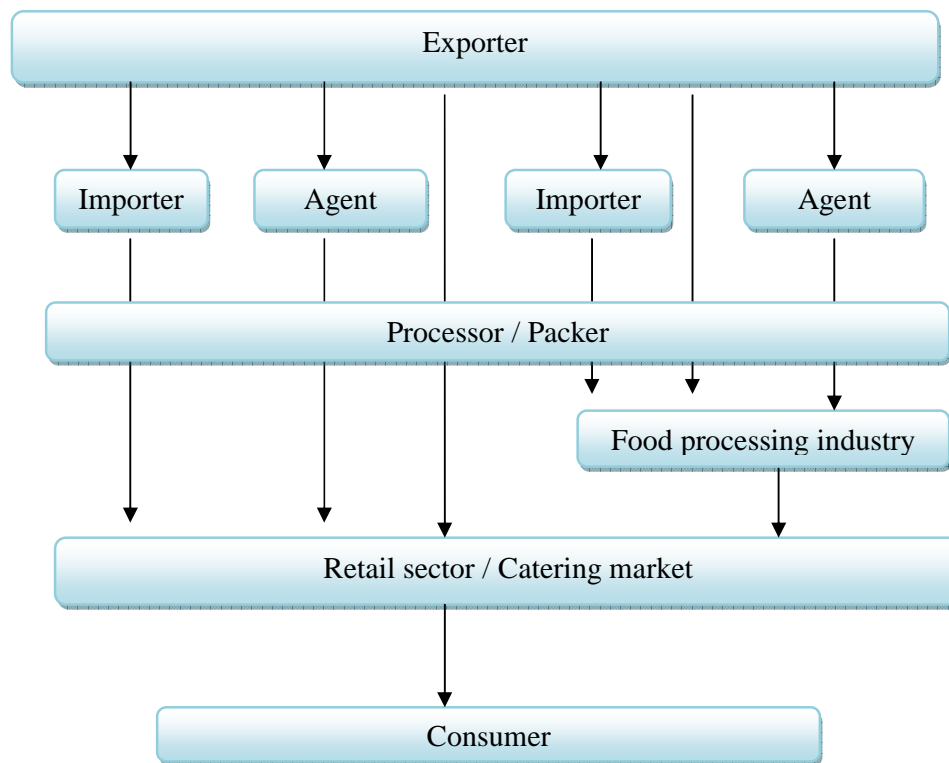 Exporter
Importer
Agent
Importer
Agent
Processor / Packer
Food processing industry
Retail sector / Catering market
Consumer